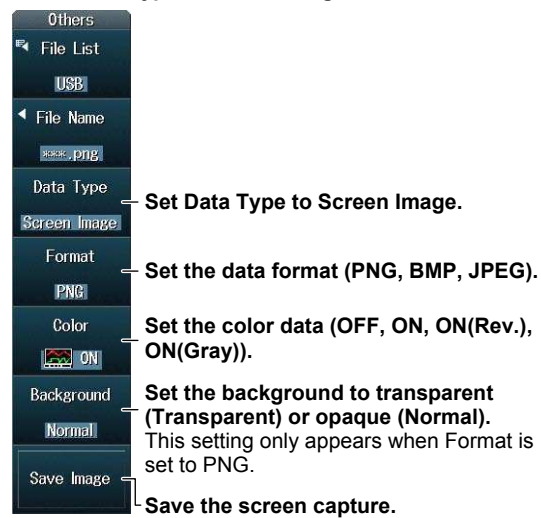 Others
File List
USB
File Name
***.png
Data Type
Screen Image
Set Data Type to Screen Image.
Format
PNG
Set the data format (PNG, BMP, JPEG).
Color
ON
Set the color data (OFF, ON, ON(Rev.),
ON(Gray)).
Background
Normal
Set the background to transparent
(Transparent) or opaque (Normal).
This setting only appears when Format is
set to PNG.
Save Image
Save the screen capture.